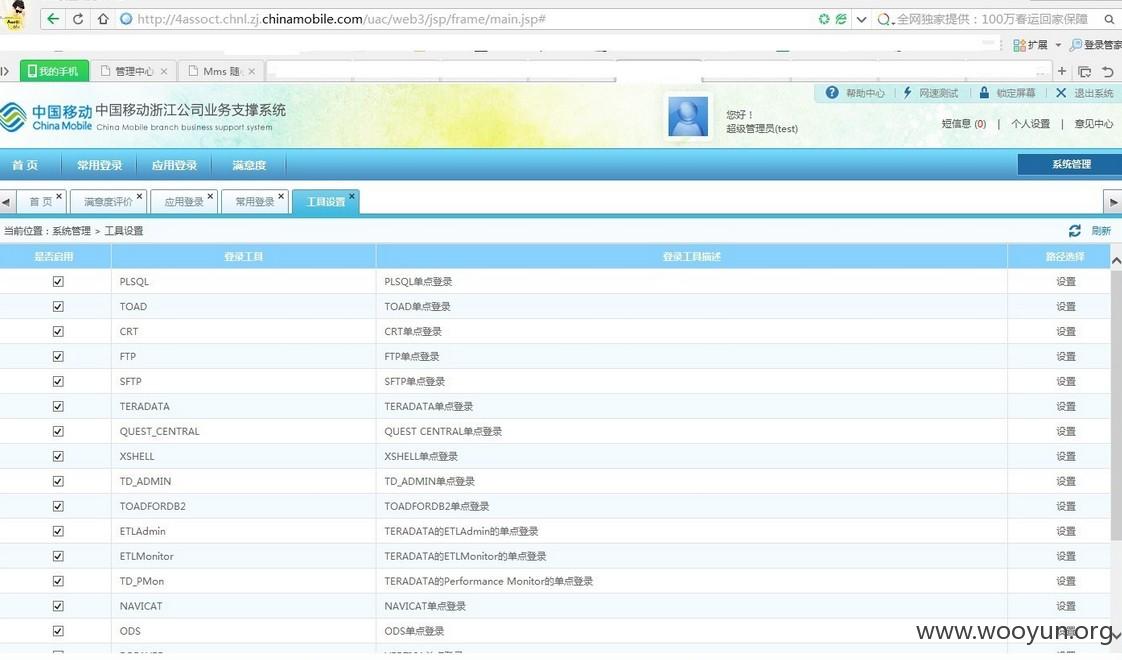 http://4assoct.chnl.zj.chinamobile.com/uac/web3/jsp/frame/main.jsp#
全网独家提供：100万春运回家保障
扩展 登录管家
我的手机 管理中心 Mms 随
中国移动 China Mobile
中国移动浙江公司业务支撑系统
China Mobile branch business support system
您好！
超级管理员(test)
帮助中心 网速测试 锁定屏幕 退出系统
短信息 (0) | 个人设置 | 意见中心
首 页 常用登录 应用登录 满意度 系统管理
首 页 满意度评价 应用登录 常用登录 工具设置
当前位置：系统管理 > 工具设置 刷新
是否启用 登录工具 登录工具描述 路径选择
PLSQL PLSQL单点登录 设置
TOAD TOAD单点登录 设置
CRT CRT单点登录 设置
FTP FTP单点登录 设置
SFTP SFTP单点登录 设置
TERADATA TERADATA单点登录 设置
QUEST_CENTRAL QUEST CENTRAL单点登录 设置
XSHELL XSHELL单点登录 设置
TD_ADMIN TD_ADMIN单点登录 设置
TOADFORDB2 TOADFORDB2单点登录 设置
ETLAdmin TERADATA的ETLAdmin的单点登录 设置
ETLMonitor TERADATA的ETLMonitor的单点登录 设置
TD_PMon TERADATA的Performance Monitor的单点登录 设置
NAVICAT NAVICAT单点登录 设置
ODS ODS单点登录
www.wooyun.org